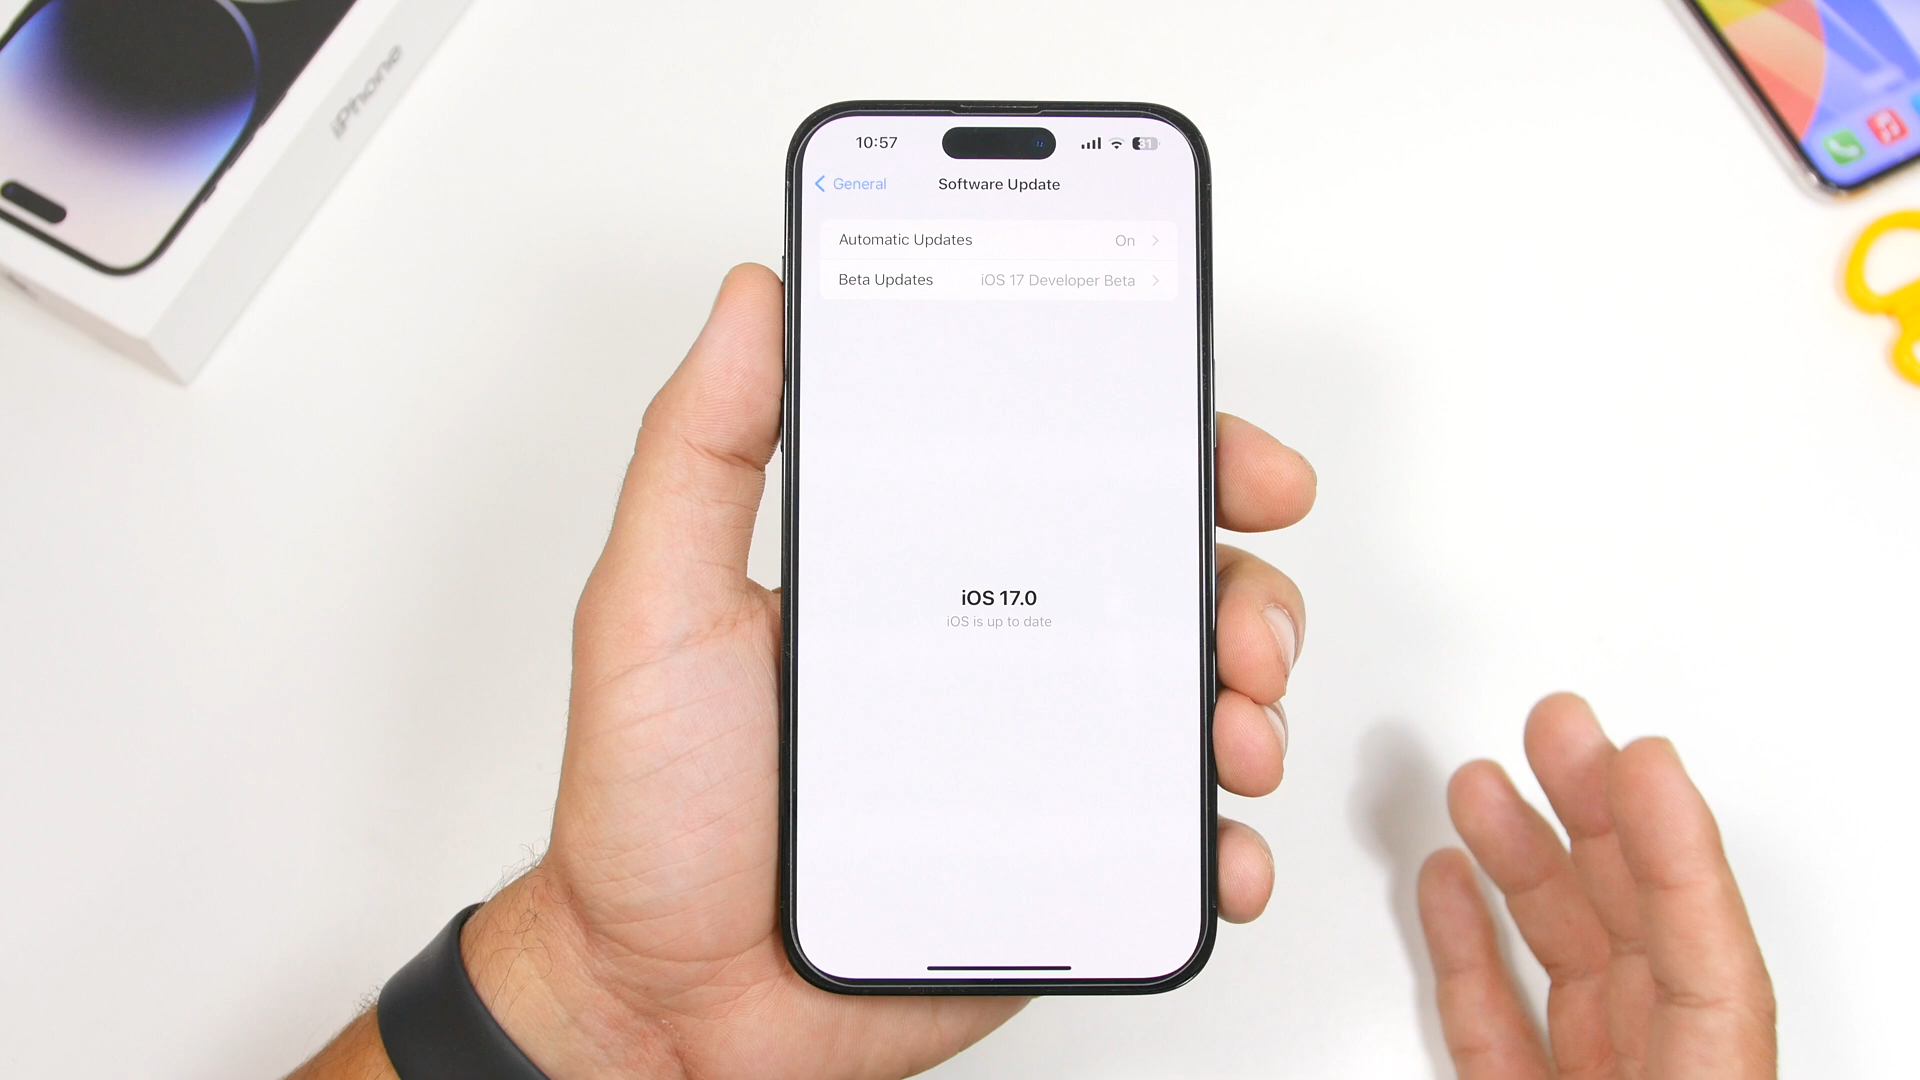 iPhone
10:57
31
General
Software Update
Automatic Updates On
Beta Updates iOS 17 Developer Beta
iOS 17.0
iOS is up to date